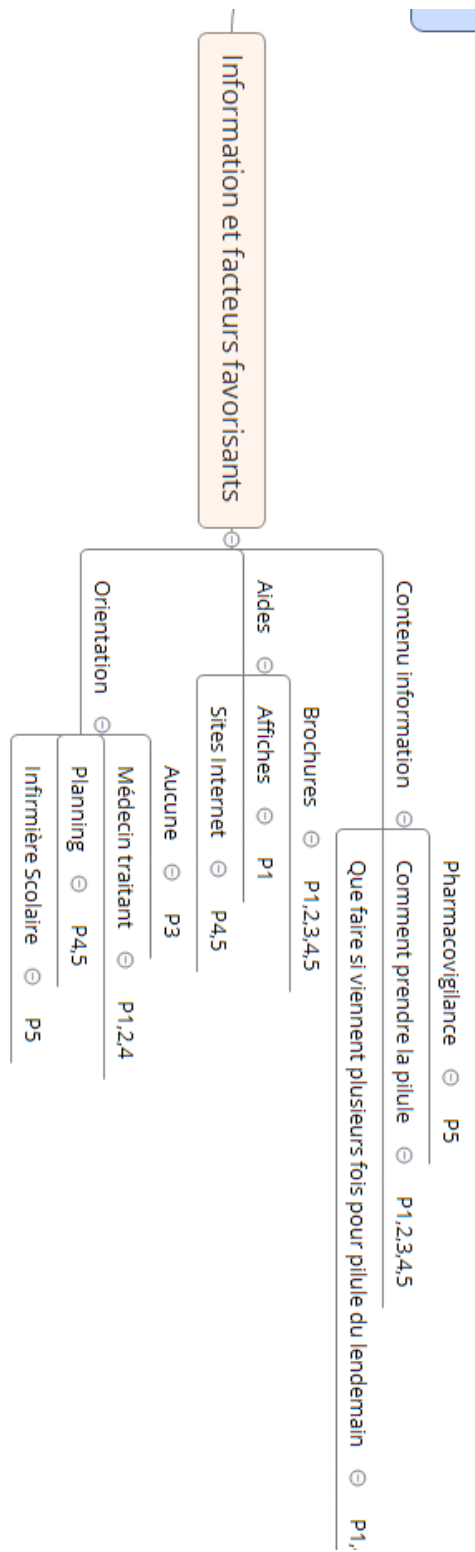 Information et facteurs favorisants
Contenu information
Pharmacovigilance P5
Comment prendre la pilule P1,2,3,4,5
Que faire si viennent plusieurs fois pour pilule du lendemain P1,
Aides
Brochures P1,2,3,4,5
Affiches P1
Sites Internet P4,5
Orientation
Aucune P3
Médecin traitant P1,2,4
Planning P4,5
Infirmière Scolaire P5